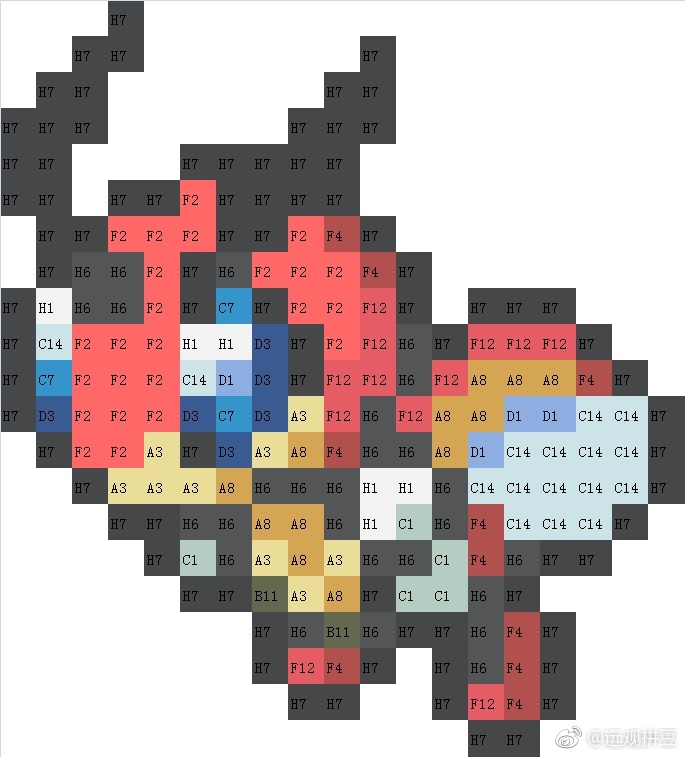 H7
H7 H7 H7
H7 H7 H7 H7
H7 H7 H7 H7 H7 H7
H7 H7 H7 H7 H7 H7 H7
H7 H7 H7 H7 F2 H7 H7 H7 H7
H7 H7 F2 F2 F2 H7 H7 F2 F4 H7
H7 H6 H6 F2 H7 H6 F2 F2 F2 F4 H7
H7 H1 H6 H6 F2 H7 C7 H7 F2 F2 F12 H7 H7 H7 H7
H7 C14 F2 F2 F2 H1 H1 D3 H7 F2 F12 H6 H7 F12 F12 F12 H7
H7 C7 F2 F2 F2 C14 D1 D3 H7 F12 F12 H6 F12 A8 A8 A8 F4 H7
H7 D3 F2 F2 F2 D3 C7 D3 A3 F12 H6 F12 A8 A8 D1 D1 C14 C14 H7
H7 F2 F2 A3 H7 D3 A3 A8 F4 H6 H6 A8 D1 C14 C14 C14 C14 H7
H7 A3 A3 A3 A8 H6 H6 H6 H1 H1 H6 C14 C14 C14 C14 C14 H7
H7 H7 H6 H6 A8 A8 H6 H1 C1 H6 F4 C14 C14 C14 H7
H7 C1 H6 A3 A8 A3 H6 H6 C1 F4 H6 H7 H7
H7 H7 B11 A3 A8 H7 C1 C1 H6 H7
H7 H6 B11 H6 H7 H7 H6 F4 H7
H7 F12 F4 H7 H7 H6 F4 H7
H7 H7 H7 F12 F4 H7
H7 H7
@逆观拼豆